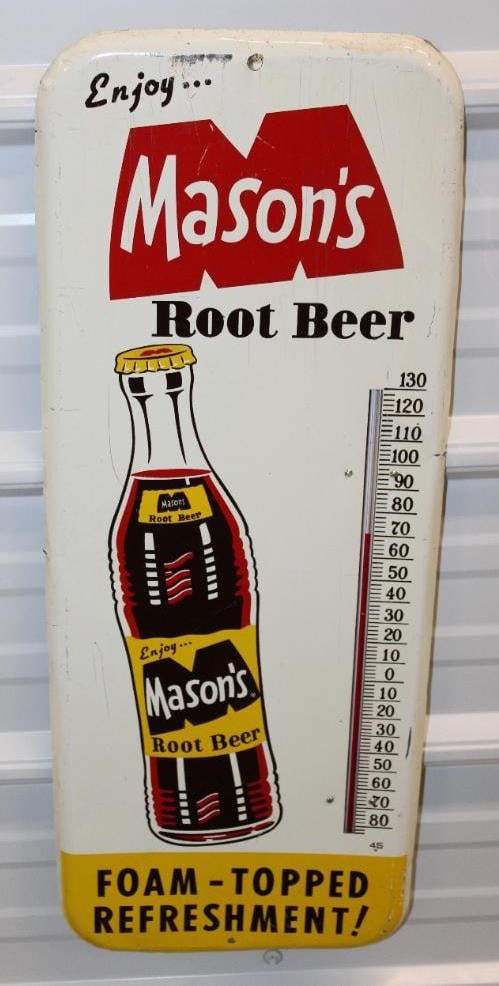 Enjoy...
Mason's
Root Beer
Mason's
Root Beer
Enjoy...
Mason's
Root Beer
130
120
110
100
90
80
70
60
50
40
30
20
10
0
10
20
30
40
50
60
70
80
45
FOAM-TOPPED
REFRESHMENT!